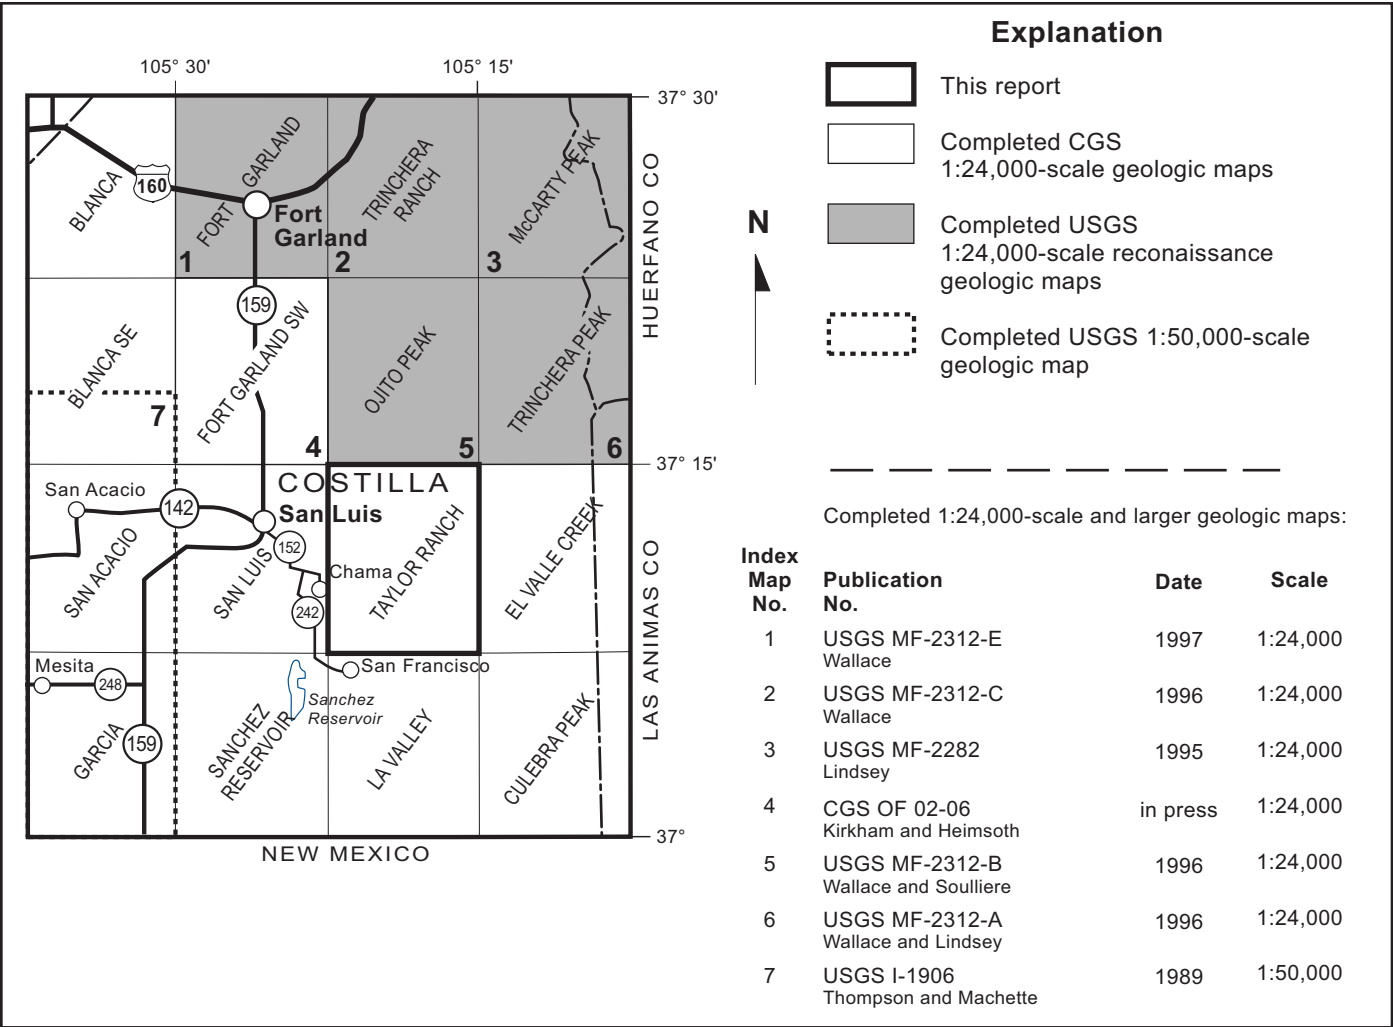 105° 30'
105° 15'
37° 30'
BLANCA
160
FORT GARLAND
Fort
Garland
TRINCHERA
RANCH
McCARTY PEAK
1
2
3
HUERFANO CO
159
BLANCA SE
FORT GARLAND SW
OJITO PEAK
TRINCHERA PEAK
7
4
5
6
37° 15'
COSTILLA
San Acacio
142
San Luis
SAN ACACIO
SAN LUIS
152
Chama
242
TAYLOR RANCH
EL VALLE CREEK
LAS ANIMAS CO
Mesita
248
San Francisco
Sanchez
Reservoir
GARCIA
159
SANCHEZ
RESERVOIR
LA VALLEY
CULEBRA PEAK
37°
NEW MEXICO
N
Explanation
This report
Completed CGS
1:24,000-scale geologic maps
Completed USGS
1:24,000-scale reconaissance
geologic maps
Completed USGS 1:50,000-scale
geologic map
Completed 1:24,000-scale and larger geologic maps:
Index
Map Publication Date Scale
No. No.
1 USGS MF-2312-E 1997 1:24,000
Wallace
2 USGS MF-2312-C 1996 1:24,000
Wallace
3 USGS MF-2282 1995 1:24,000
Lindsey
4 CGS OF 02-06 in press 1:24,000
Kirkham and Heimsoth
5 USGS MF-2312-B 1996 1:24,000
Wallace and Soulliere
6 USGS MF-2312-A 1996 1:24,000
Wallace and Lindsey
7 USGS I-1906 1989 1:50,000
Thompson and Machette